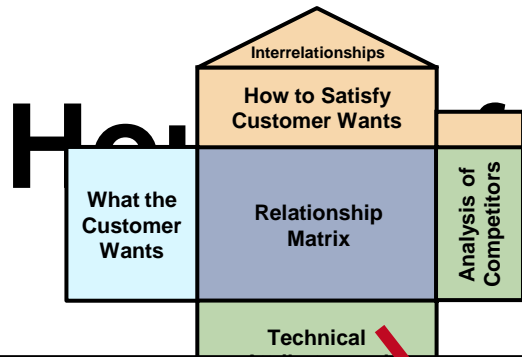 Interrelationships
How to Satisfy
Customer Wants
What the
Customer
Wants
Relationship
Matrix
Analysis of
Competitors
Technical